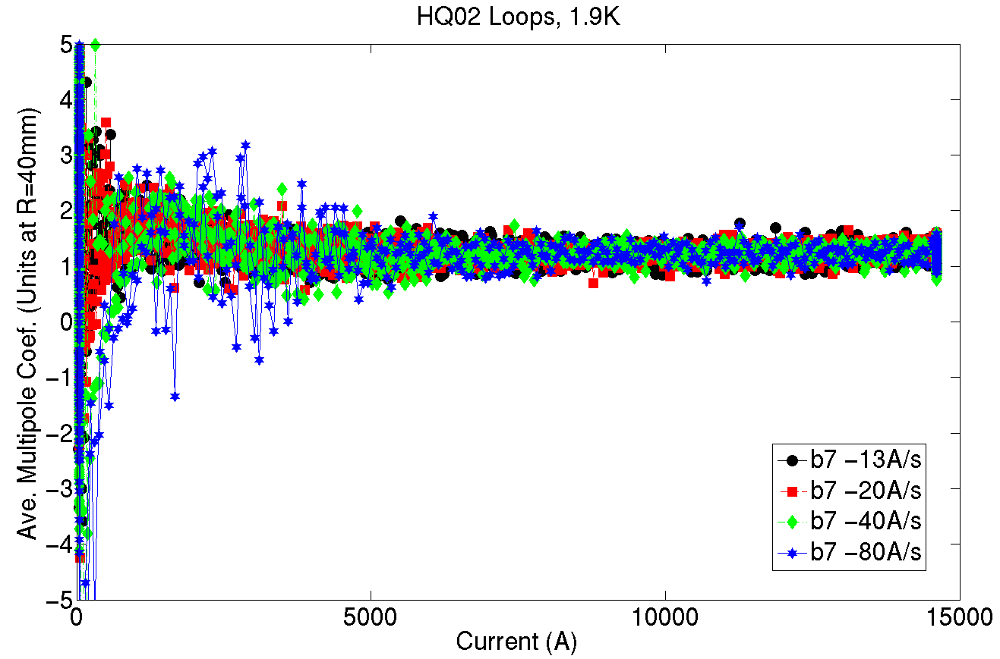 HQ02 Loops, 1.9K
Ave. Multipole Coef. (Units at R=40mm)
5
4
3
2
1
0
−1
−2
−3
−4
−5
0 5000 10000 15000
Current (A)
b7 −13A/s
b7 −20A/s
b7 −40A/s
b7 −80A/s